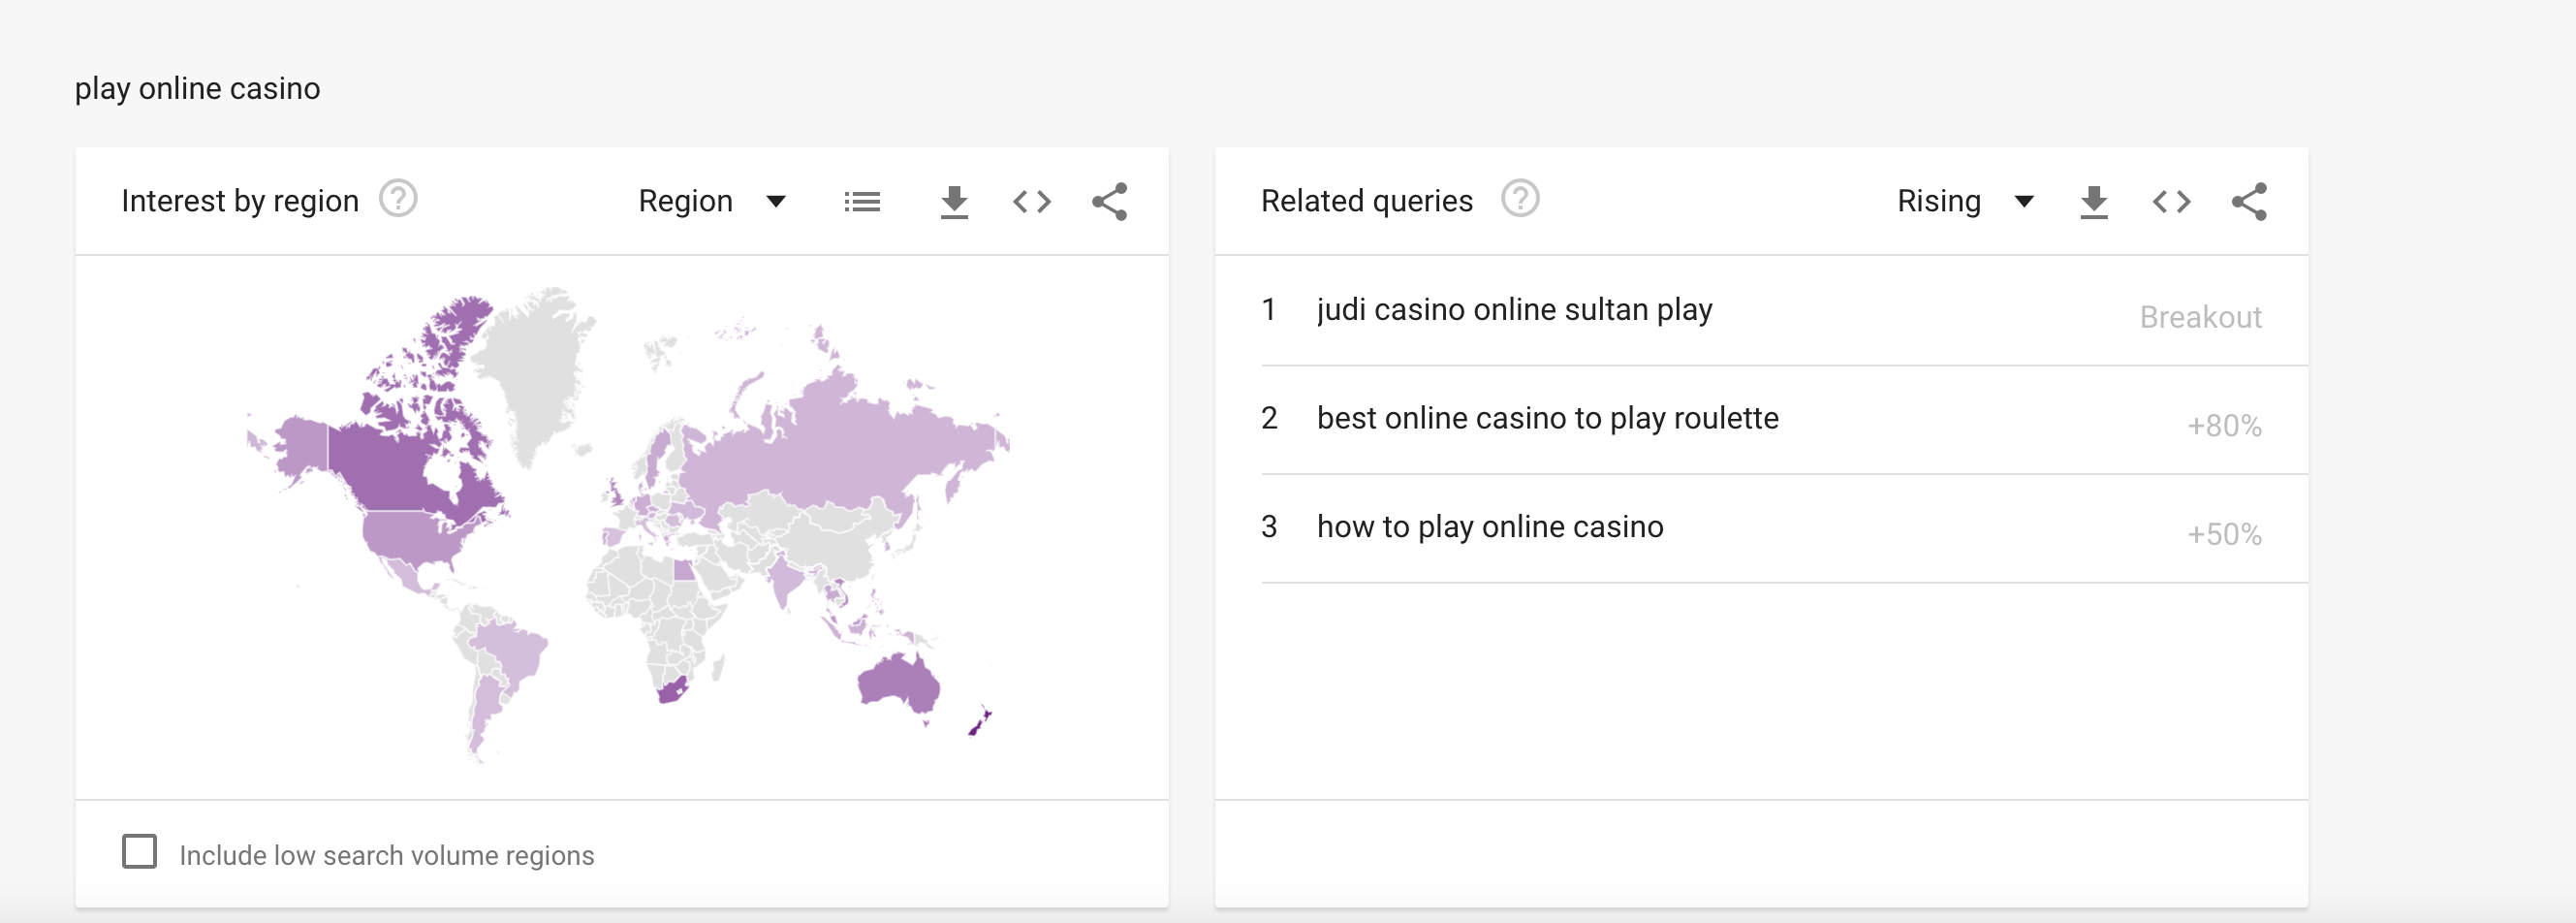 play online casino
Interest by region
Region
Include low search volume regions
Related queries
Rising
1 judi casino online sultan play Breakout
2 best online casino to play roulette +80%
3 how to play online casino +50%